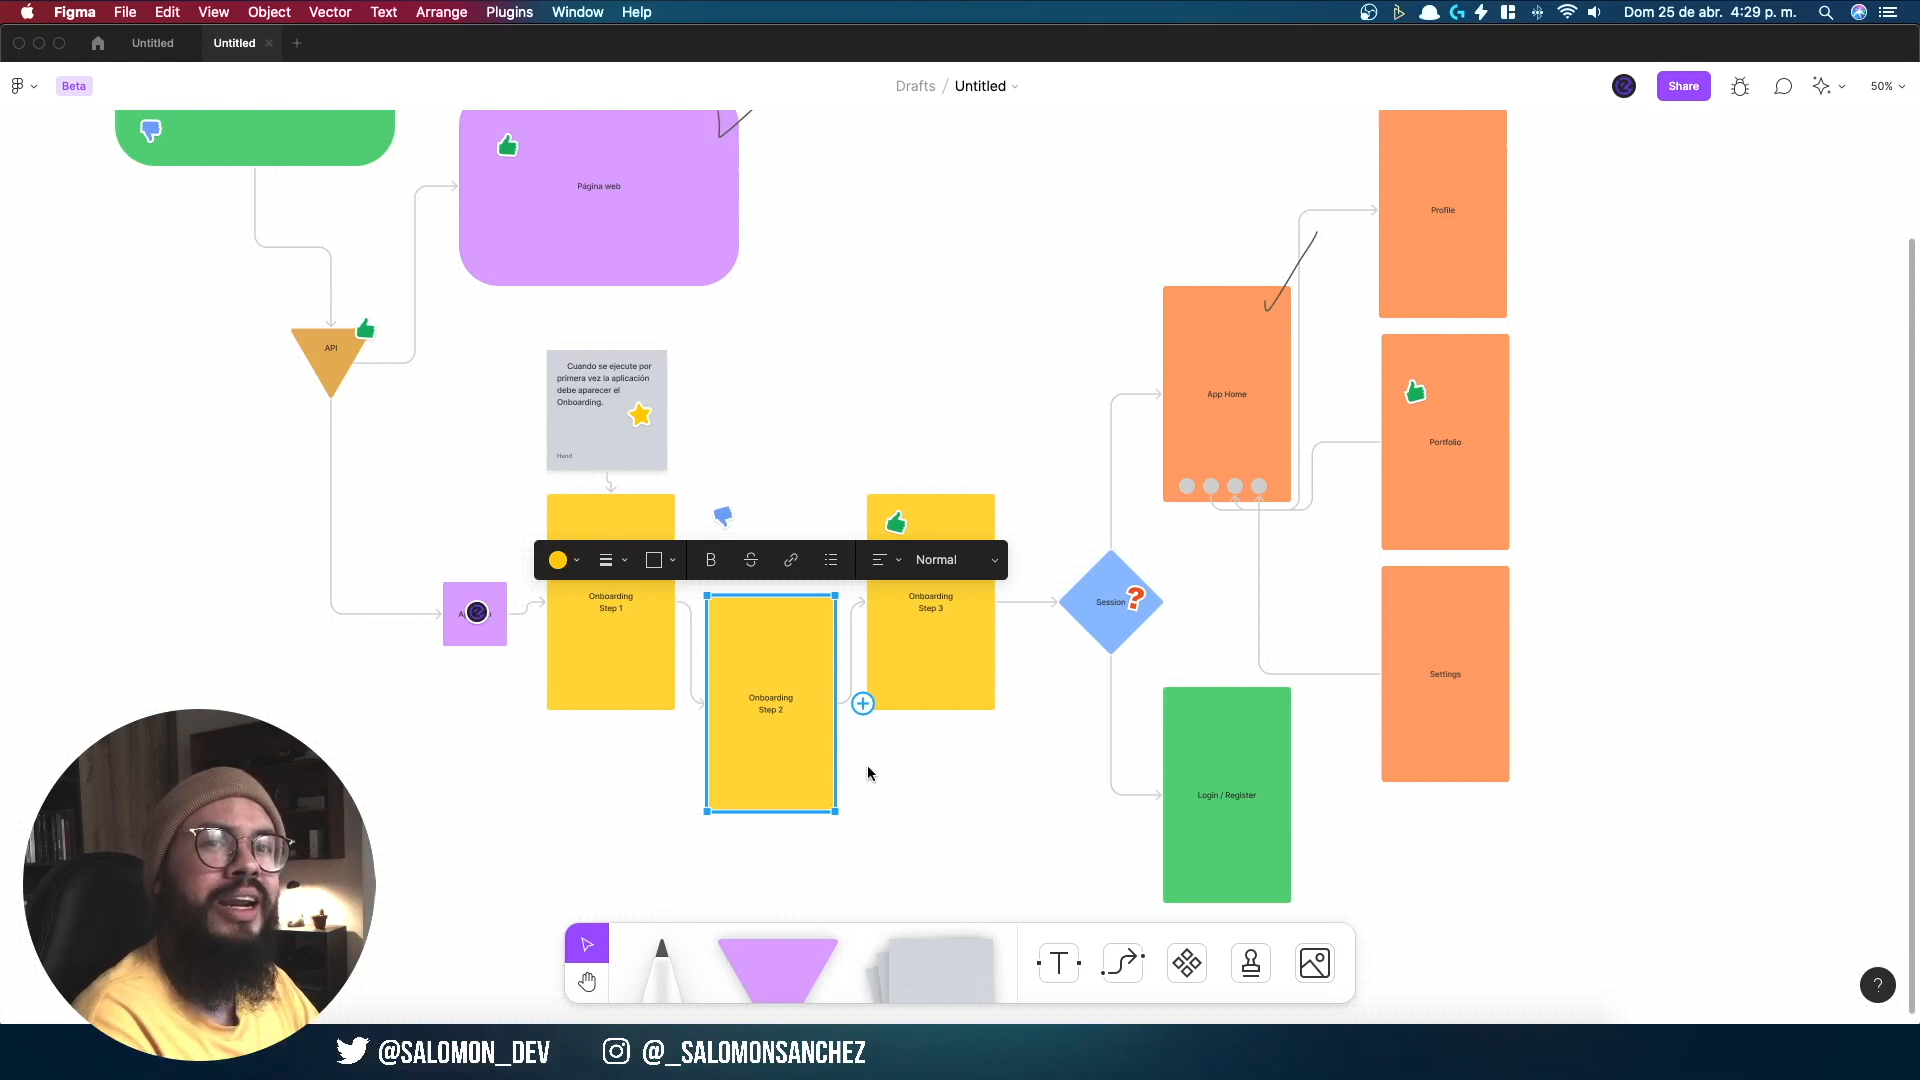 Figma File Edit View Object Vector Text Arrange Plugins Window Help
Dom 25 de abr. 4:29 p. m.
Untitled
Untitled
Beta
Drafts / Untitled
Share
50%
Página web
Profile
API
Cuando se ejecute por
primera vez la aplicación
debe aparecer el
Onboarding.
Hend
App Home
Portfolio
B S
Normal
Onboarding
Step 1
Onboarding
Step 3
Session
?
Onboarding
Step 2
Settings
Login / Register
T
?
@SALOMON_DEV
@_SALOMONSANCHEZ